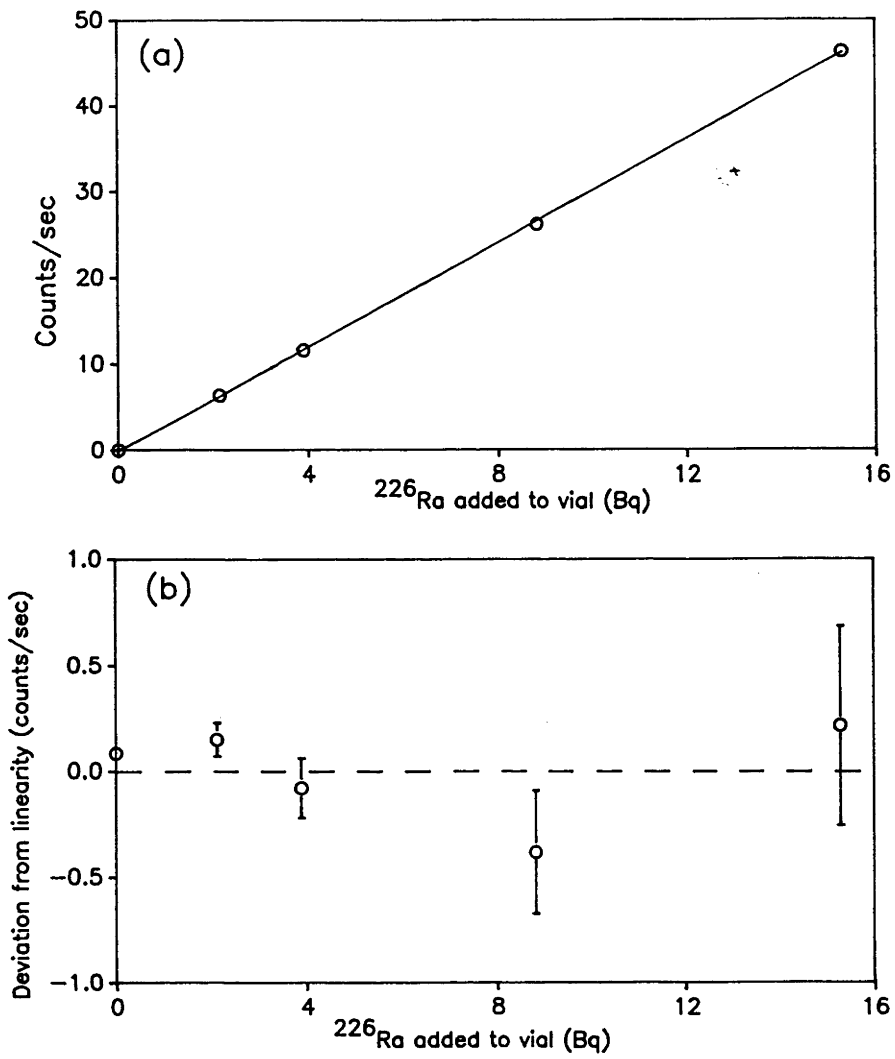 50
(a)
40
30
20
10
0
Counts/sec
0 4 8 12 16
²²⁶Ra added to vial (Bq)
1.0
(b)
0.5
0.0
−0.5
−1.0
Deviation from linearity (counts/sec)
0 4 8 12 16
²²⁶Ra added to vial (Bq)